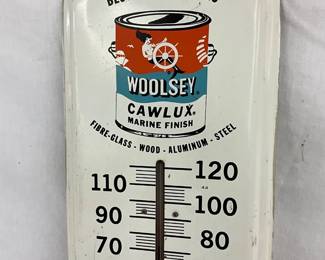 WOOLSEY
CAWLUX
MARINE FINISH
FIBRE-GLASS - WOOD - ALUMINUM - STEEL
120
110
100
90
80
70